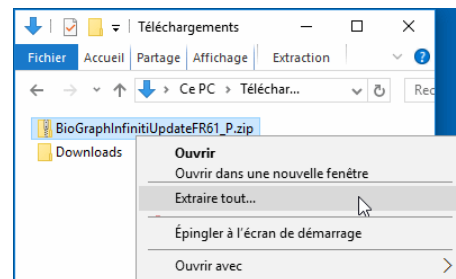 Téléchargements
Fichier Accueil Partage Affichage Extraction
Ce PC > Téléchar... Rec
BioGraphInfinitiUpdateFR61_P.zip
Downloads
Ouvrir
Ouvrir dans une nouvelle fenêtre
Extraire tout...
Épingler à l'écran de démarrage
Ouvrir avec